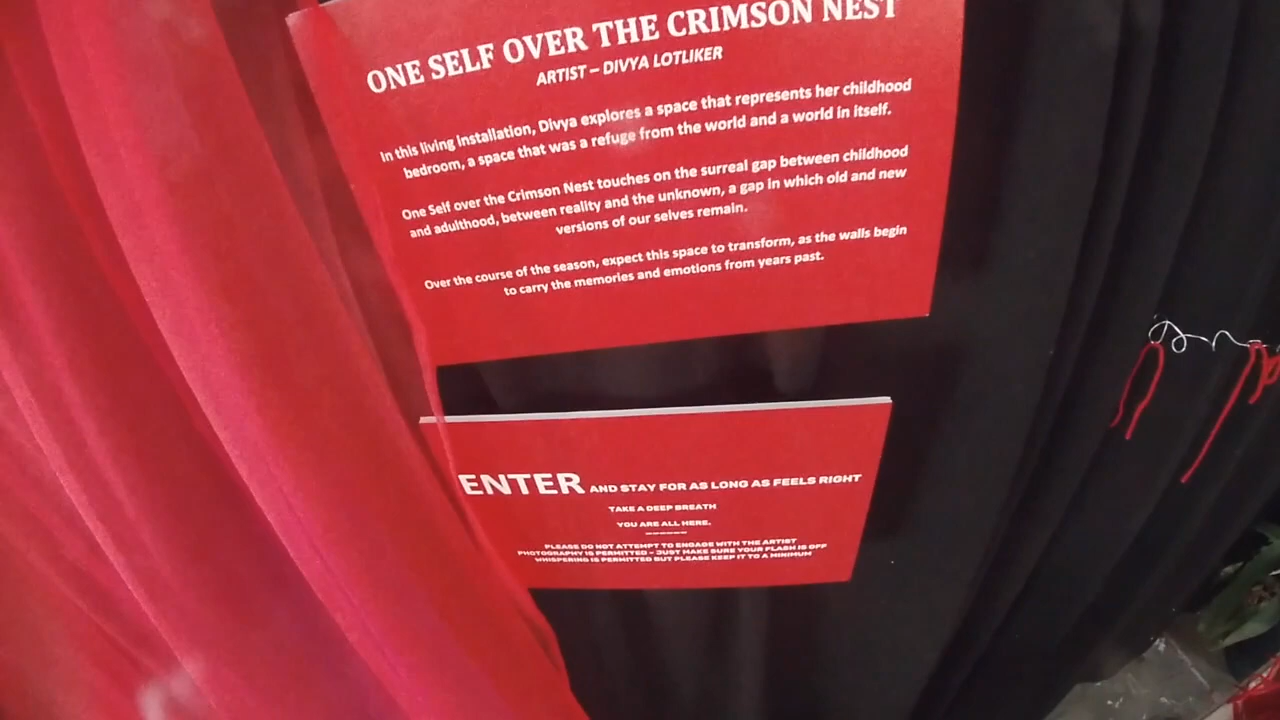 ONE SELF OVER THE CRIMSON NEST
ARTIST – DIVYA LOTLIKER
In this living installation, Divya explores a space that represents her childhood
bedroom, a space that was a refuge from the world and a world in itself.
One Self over the Crimson Nest touches on the surreal gap between childhood
and adulthood, between reality and the unknown, a gap in which old and new
versions of our selves remain.
Over the course of the season, expect this space to transform, as the walls begin
to carry the memories and emotions from years past.
ENTER AND STAY FOR AS LONG AS FEELS RIGHT
TAKE A DEEP BREATH
YOU ARE ALL HERE.
~~~~~~
PLEASE DO NOT ATTEMPT TO ENGAGE WITH THE ARTIST
PHOTOGRAPHY IS PERMITTED – JUST MAKE SURE YOUR FLASH IS OFF
WHISPERING IS PERMITTED BUT PLEASE KEEP IT TO A MINIMUM